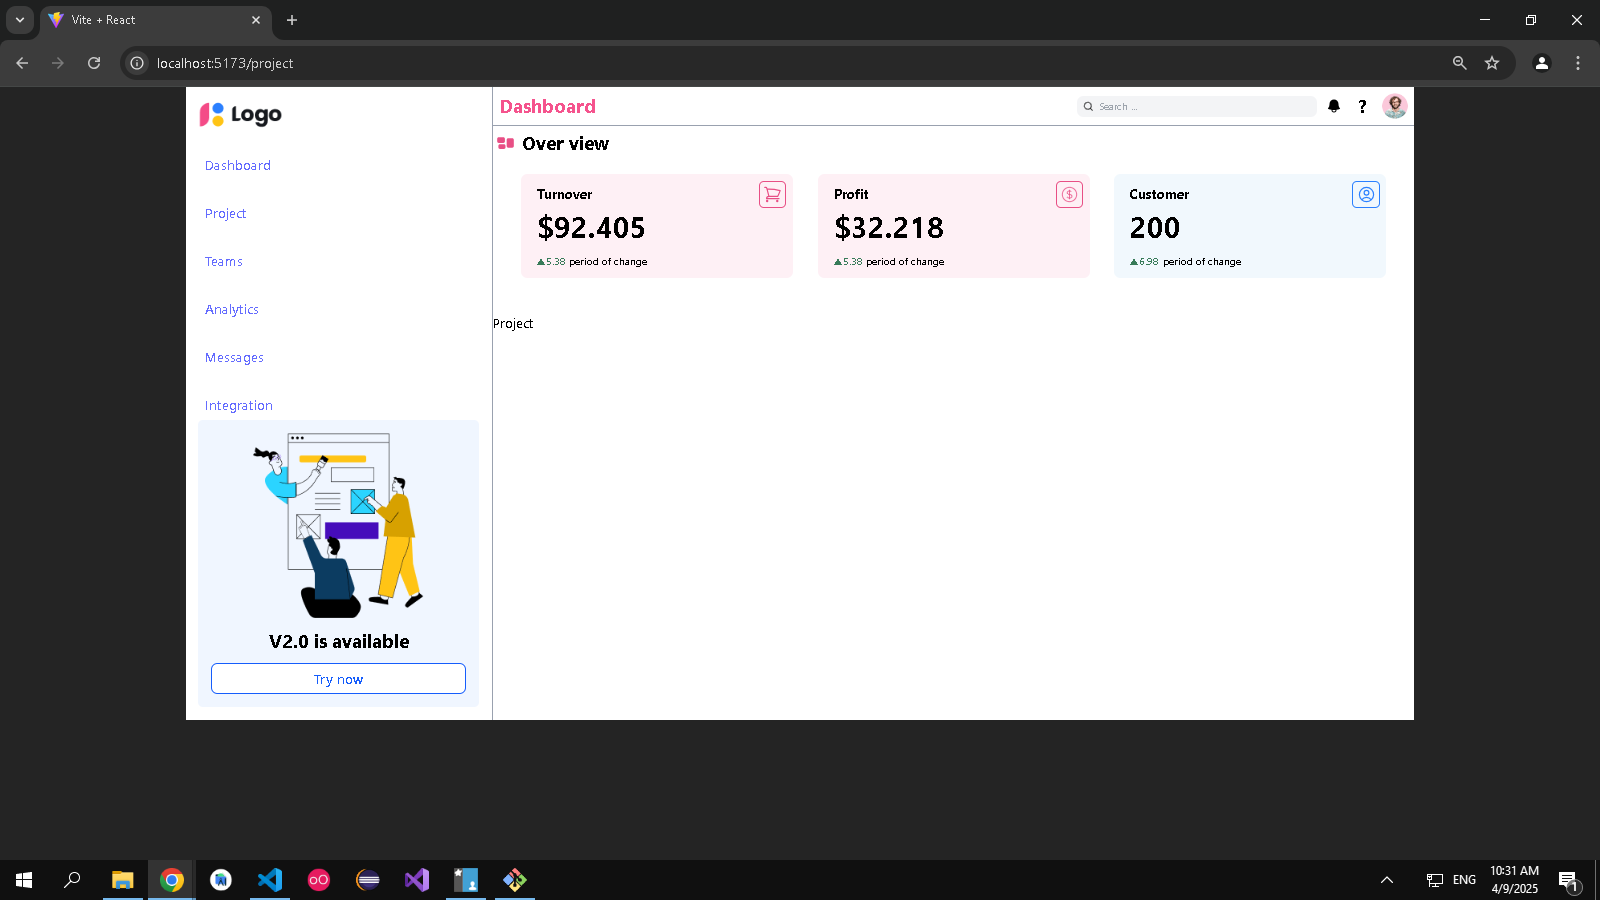 Vite + React
localhost:5173/project
Logo
Dashboard
Project
Teams
Analytics
Messages
Integration
V2.0 is available
Try now
Dashboard
Search ...
Over view
Turnover
$92.405
5.38 period of change
Profit
$32.218
5.38 period of change
Customer
200
6.98 period of change
Project
ENG
10:31 AM
4/9/2025
1